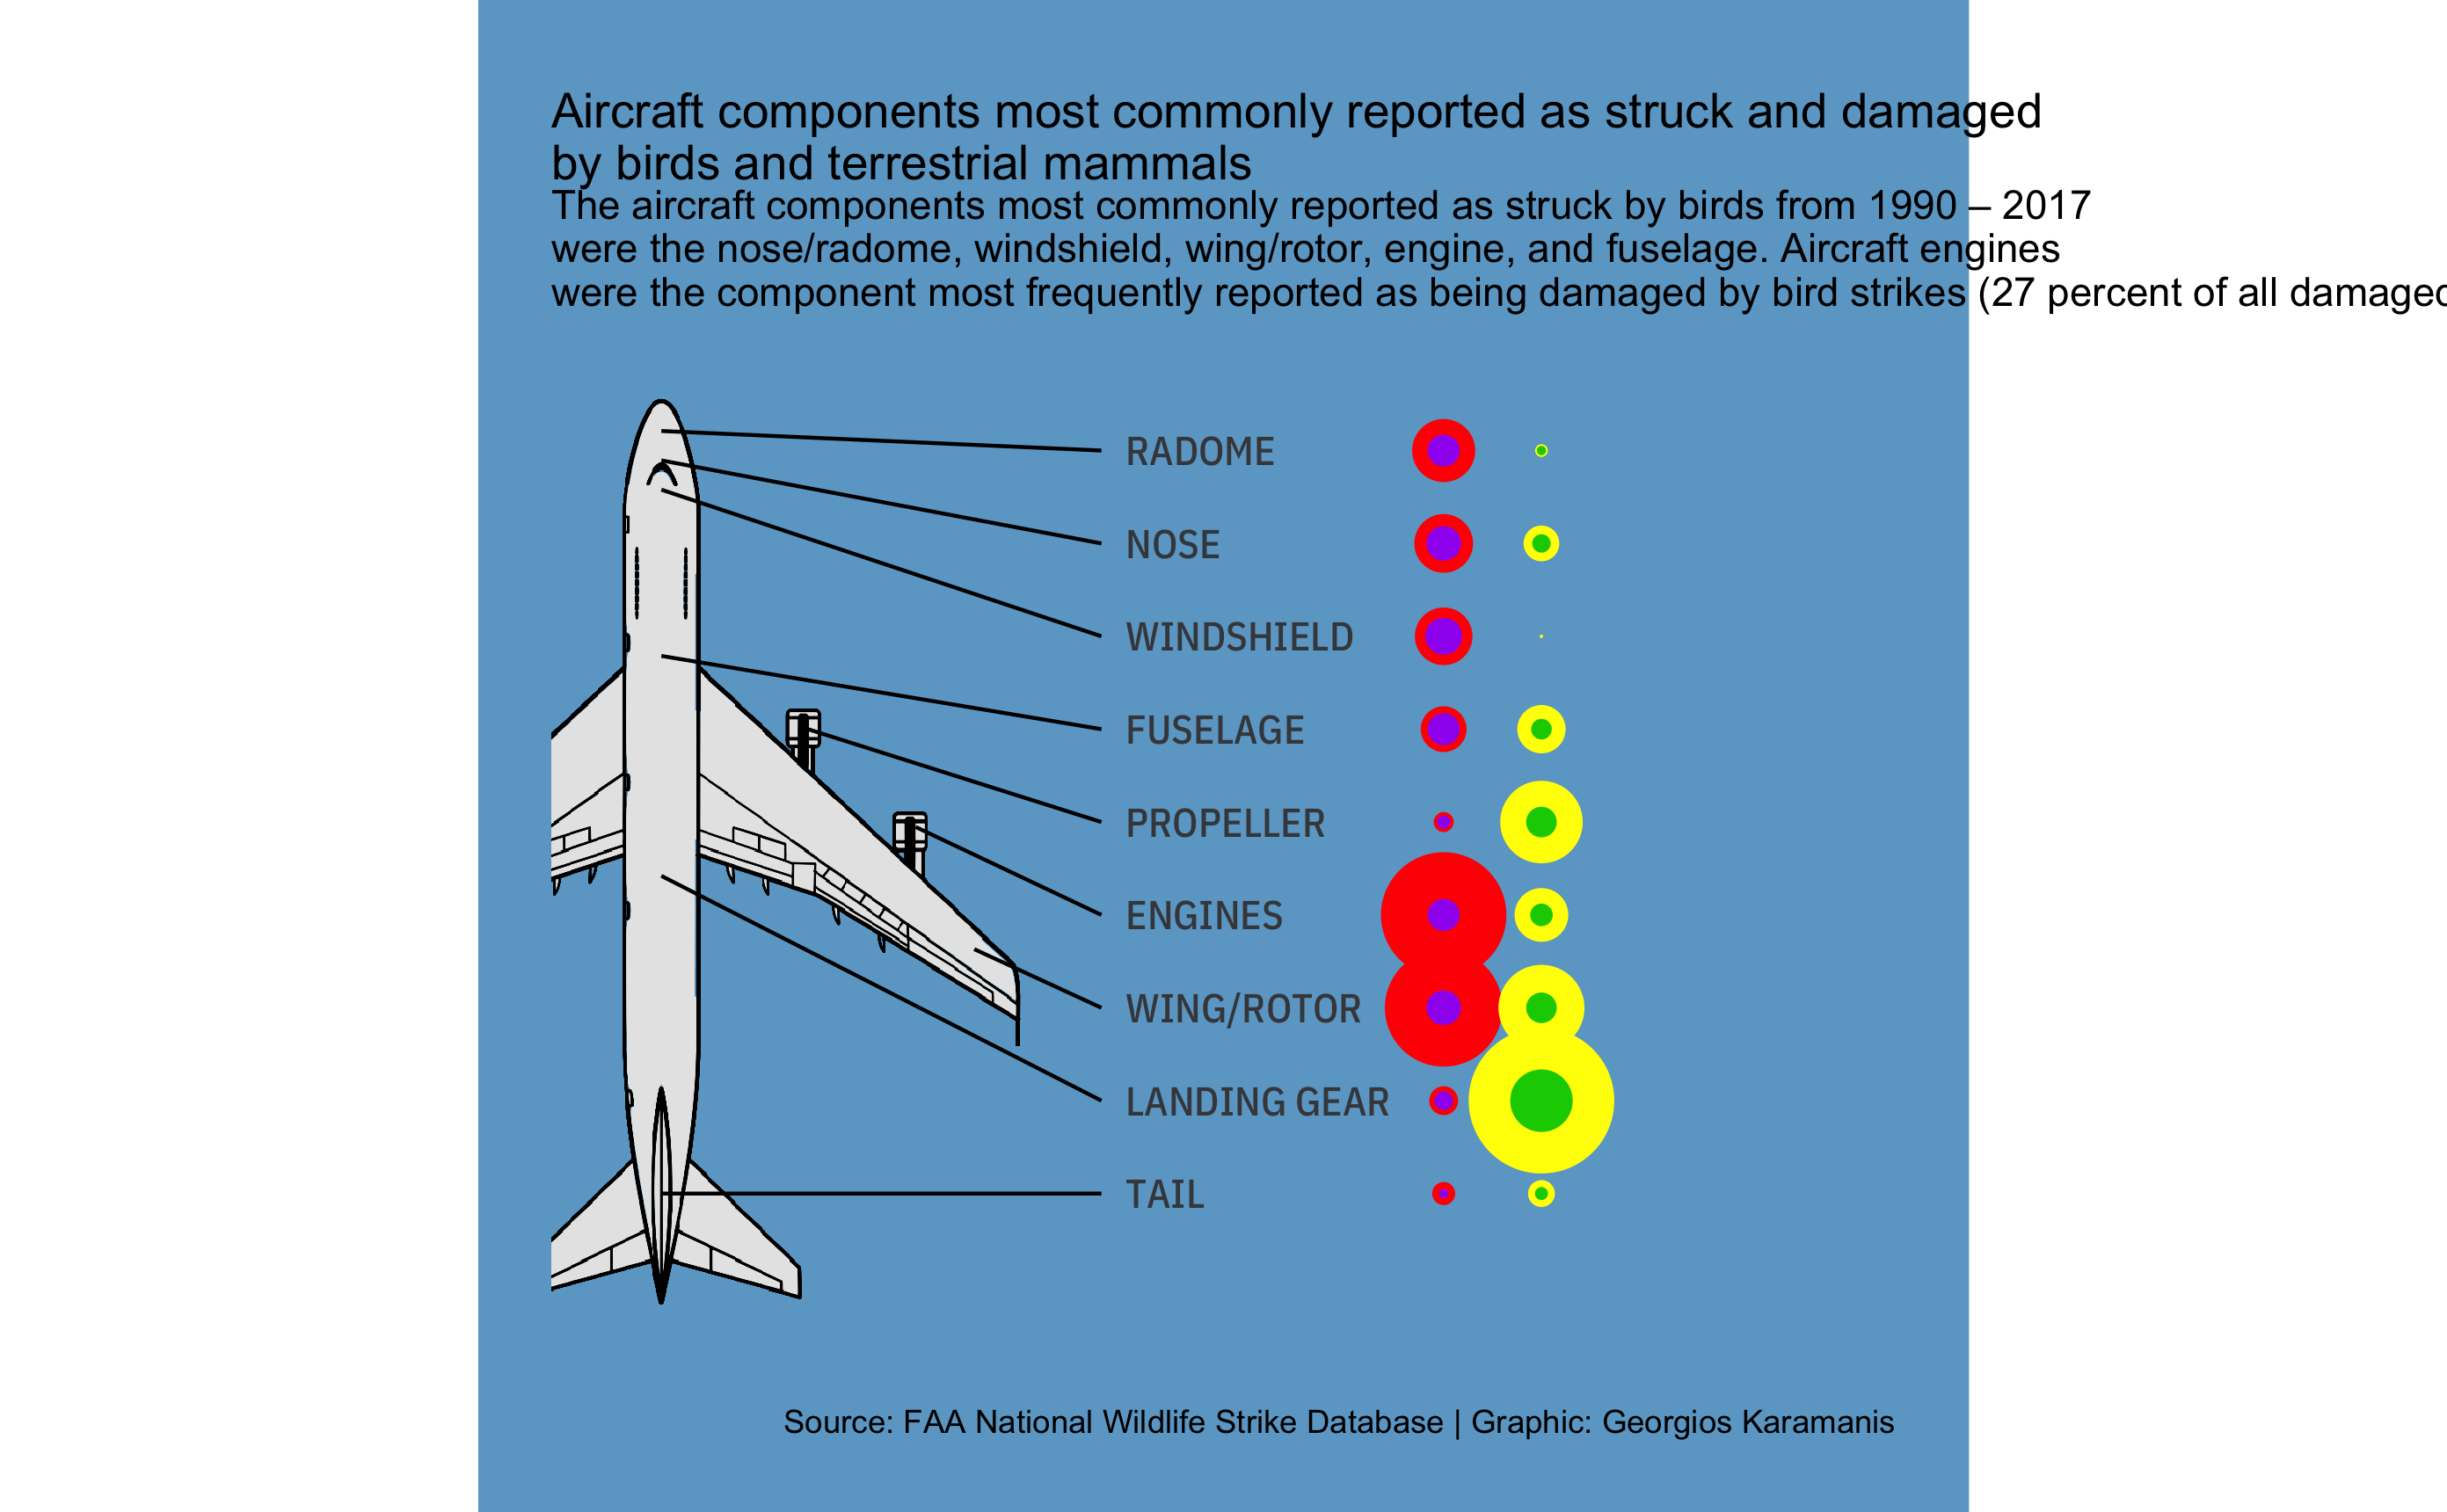 Aircraft components most commonly reported as struck and damaged
by birds and terrestrial mammals
The aircraft components most commonly reported as struck by birds from 1990 – 2017
were the nose/radome, windshield, wing/rotor, engine, and fuselage. Aircraft engines
were the component most frequently reported as being damaged by bird strikes (27 percent of all damaged
RADOME
NOSE
WINDSHIELD
FUSELAGE
PROPELLER
ENGINES
WING/ROTOR
LANDING GEAR
TAIL
Source: FAA National Wildlife Strike Database | Graphic: Georgios Karamanis